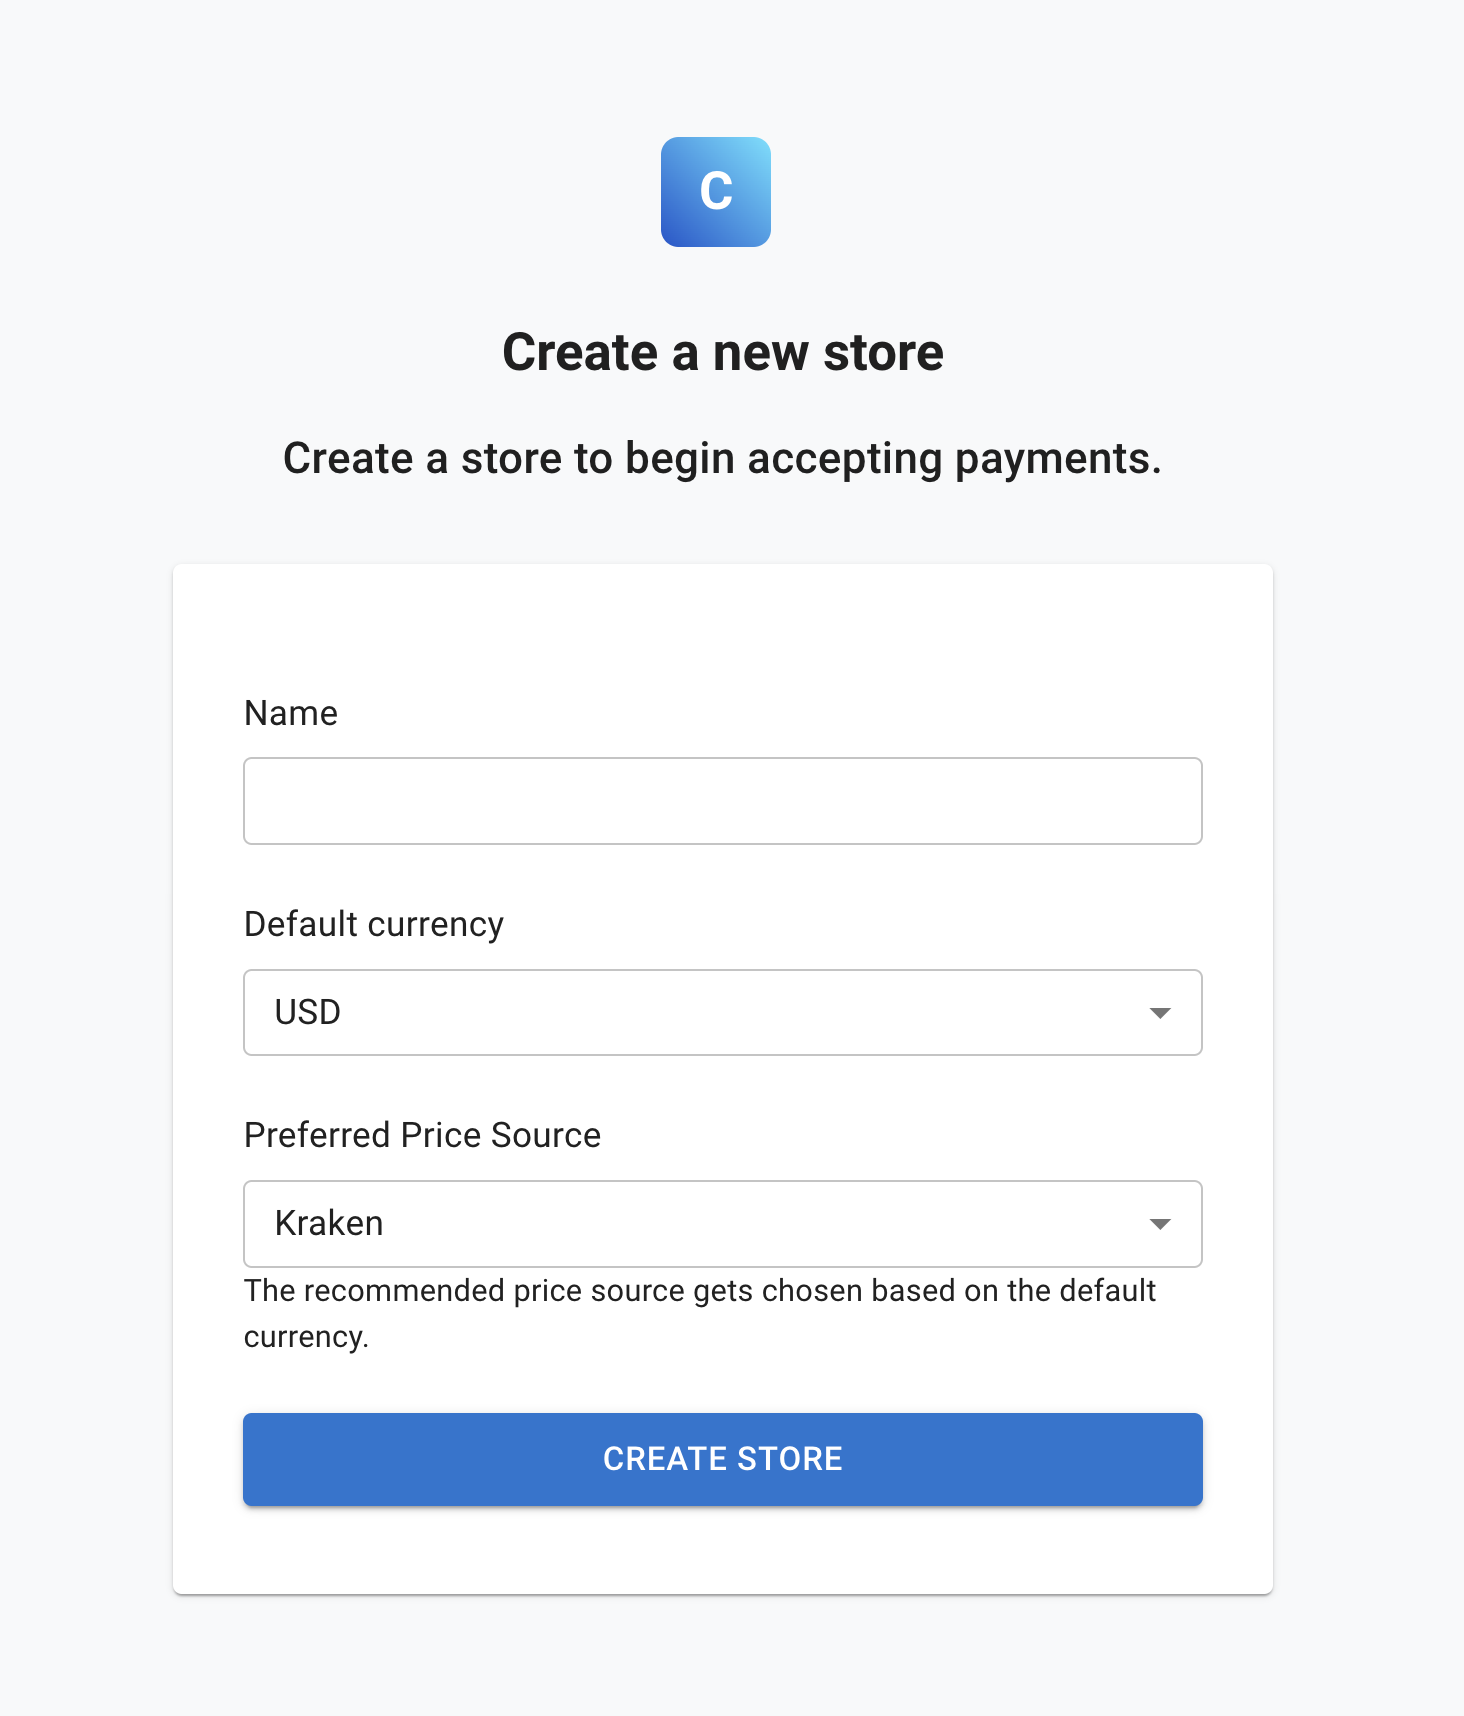 C
Create a new store
Create a store to begin accepting payments.
Name
Default currency
USD
Preferred Price Source
Kraken
The recommended price source gets chosen based on the default
currency.
CREATE STORE